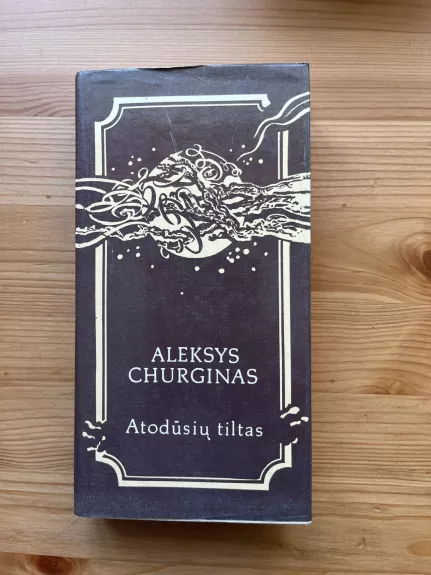 ALEKSYS
CHURGINAS
Atodūsių tiltas